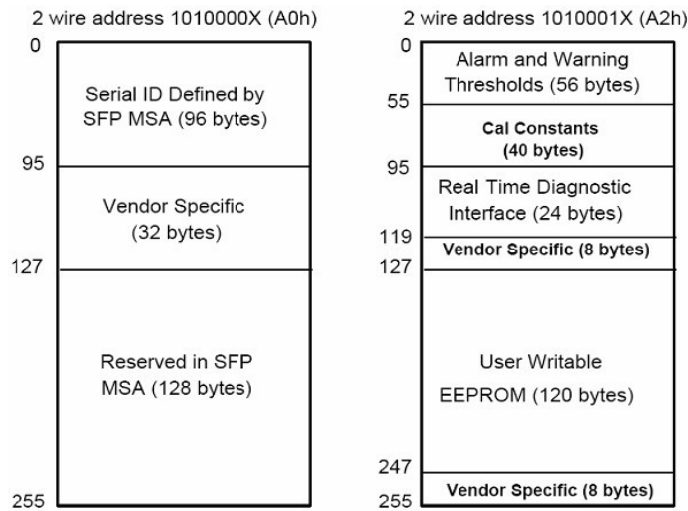 2 wire address 1010000X (A0h)
0
Serial ID Defined by
SFP MSA (96 bytes)
95
Vendor Specific
(32 bytes)
127
Reserved in SFP
MSA (128 bytes)
255
2 wire address 1010001X (A2h)
0
Alarm and Warning
Thresholds (56 bytes)
55
Cal Constants
(40 bytes)
95
Real Time Diagnostic
Interface (24 bytes)
119
Vendor Specific (8 bytes)
127
User Writable
EEPROM (120 bytes)
247
Vendor Specific (8 bytes)
255